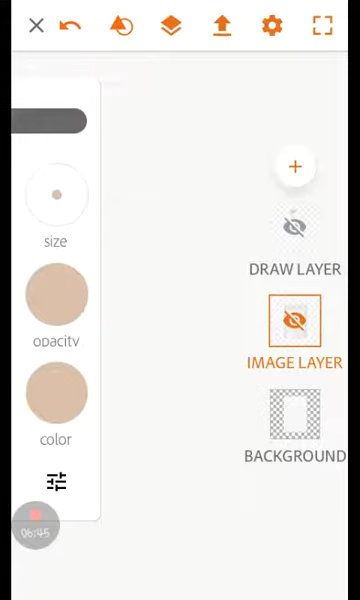 size
opacity
color
DRAW LAYER
IMAGE LAYER
BACKGROUND
06:45